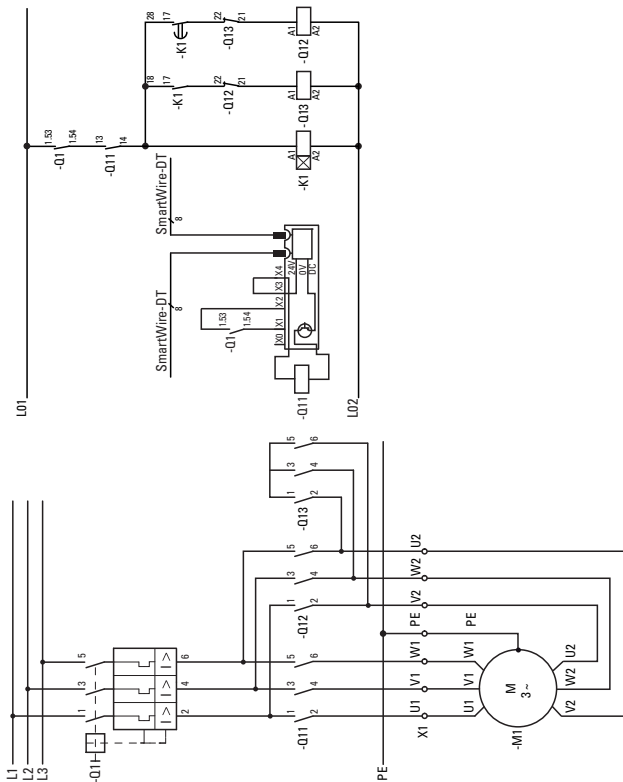 28 17 22 21 A1 A2
-K1 -Q13 -Q12
18 17 22 21 A1 A2
-K1 -Q12 -Q13
1.53 1.54 13 14 A1 A2
-Q1 -Q11 -K1
SmartWire-DT
8
SmartWire-DT
8
24V
0V
DC
X4
X3
X2
X1
X0
1.53 1.54
-Q1
-Q11
L01
L02
L1
L2
L3
PE
5
3
1
-Q1
I>
I>
I>
6
4
2
5 6
3 4
1 2
-Q13
5 6
3 4
1 2
-Q12
5 6
3 4
1 2
-Q11
U2
W2
V2
PE
W1
V1
U1
X1
PE
W1
V1
U1
M
3~
-M1
U2
W2
V2